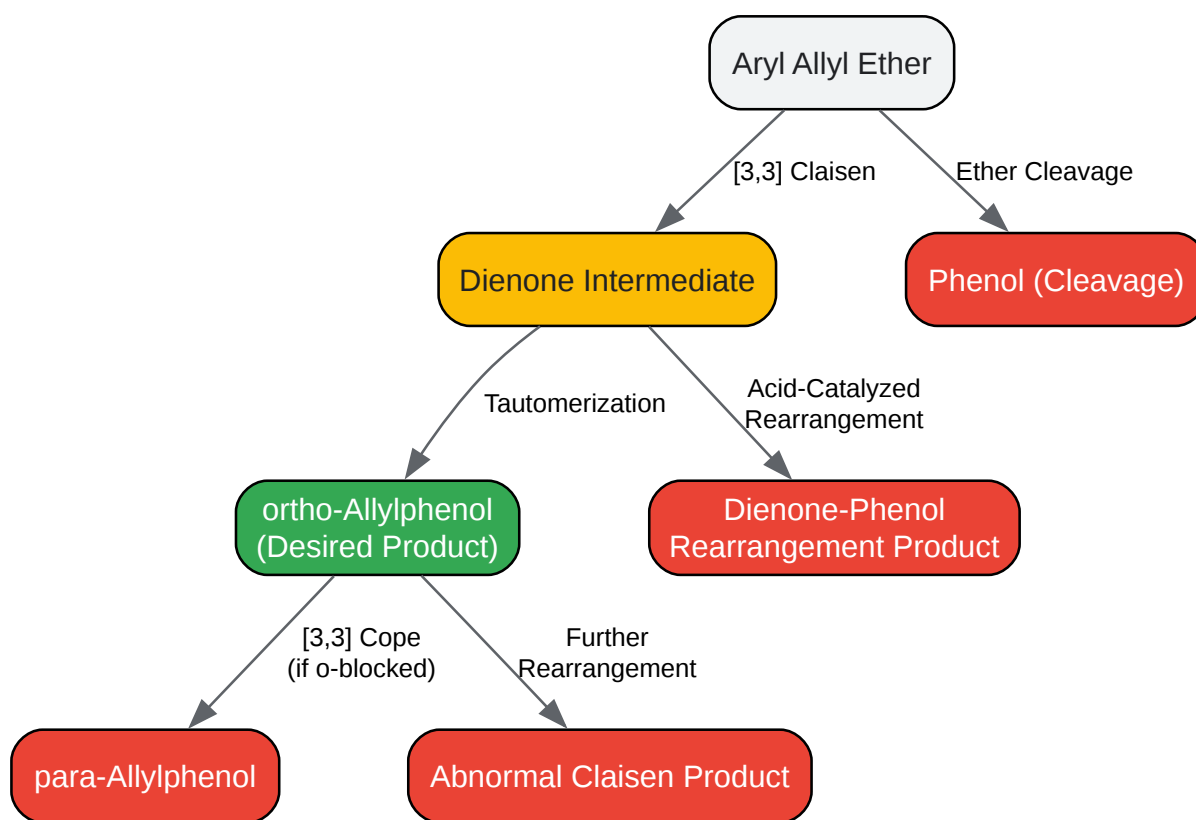 Aryl Allyl Ether
[3,3] Claisen
Ether Cleavage
Dienone Intermediate
Phenol (Cleavage)
Tautomerization
Acid-Catalyzed
Rearrangement
ortho-Allylphenol
(Desired Product)
Dienone-Phenol
Rearrangement Product
[3,3] Cope
(if o-blocked)
Further
Rearrangement
para-Allylphenol
Abnormal Claisen Product